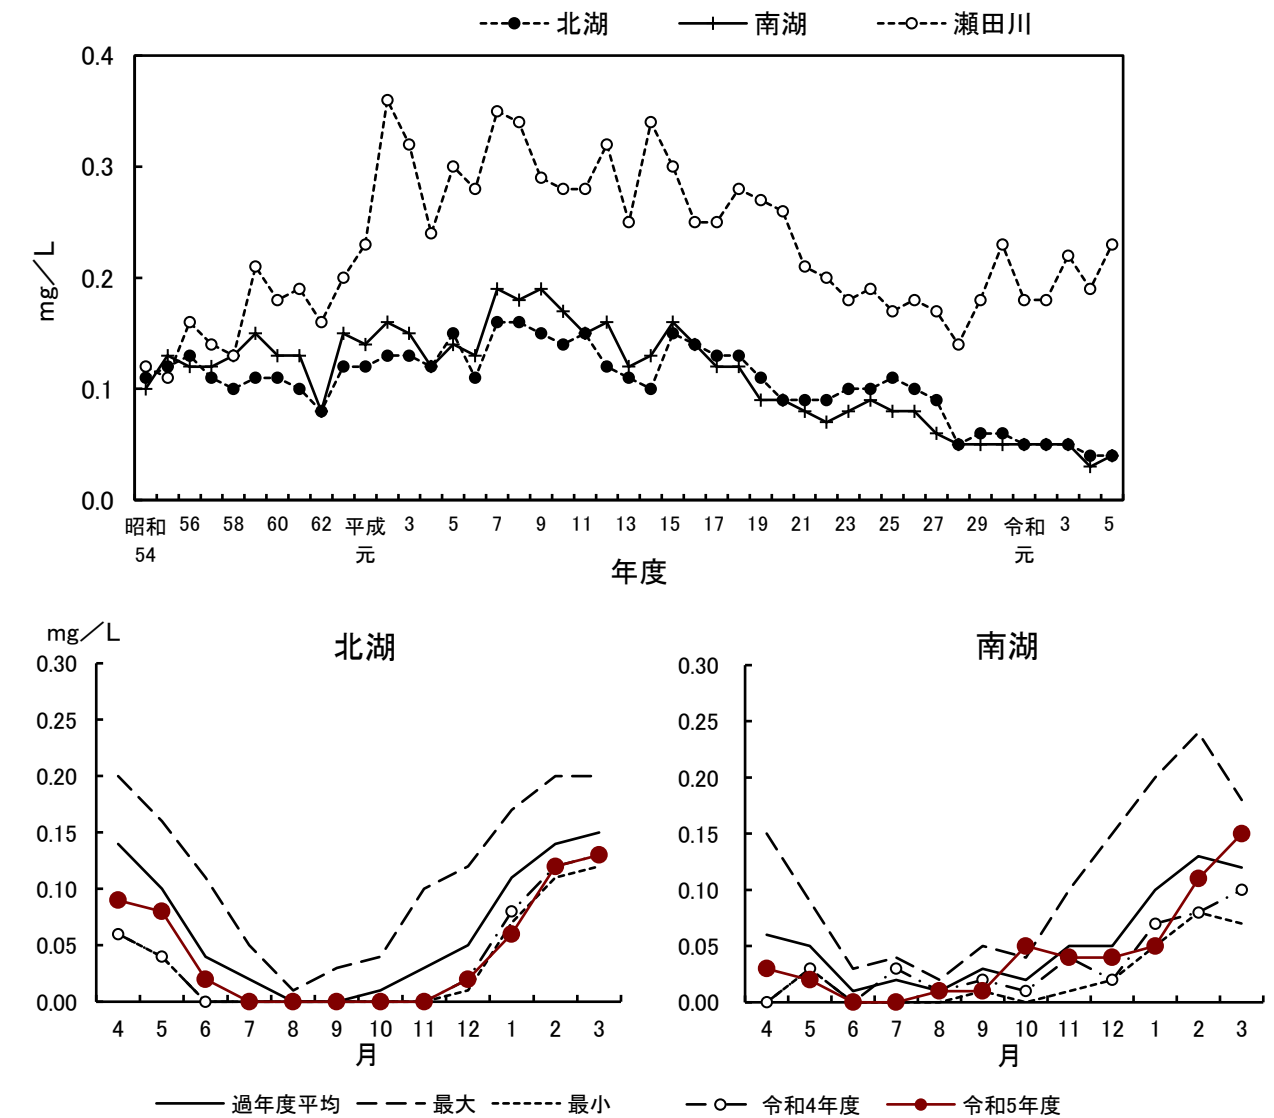 北湖 南湖 瀬田川
0.4
0.3
0.2
0.1
0.0
mg／L
昭和 56 58 60 62 平成 3 5 7 9 11 13 15 17 19 21 23 25 27 29 令和 3 5
54 元 元
年度
mg／L 北湖 南湖
0.30 0.30
0.25 0.25
0.20 0.20
0.15 0.15
0.10 0.10
0.05 0.05
0.00 0.00
4 5 6 7 8 9 10 11 12 1 2 3 4 5 6 7 8 9 10 11 12 1 2 3
月 月
過年度平均 最大 最小 令和4年度 令和5年度